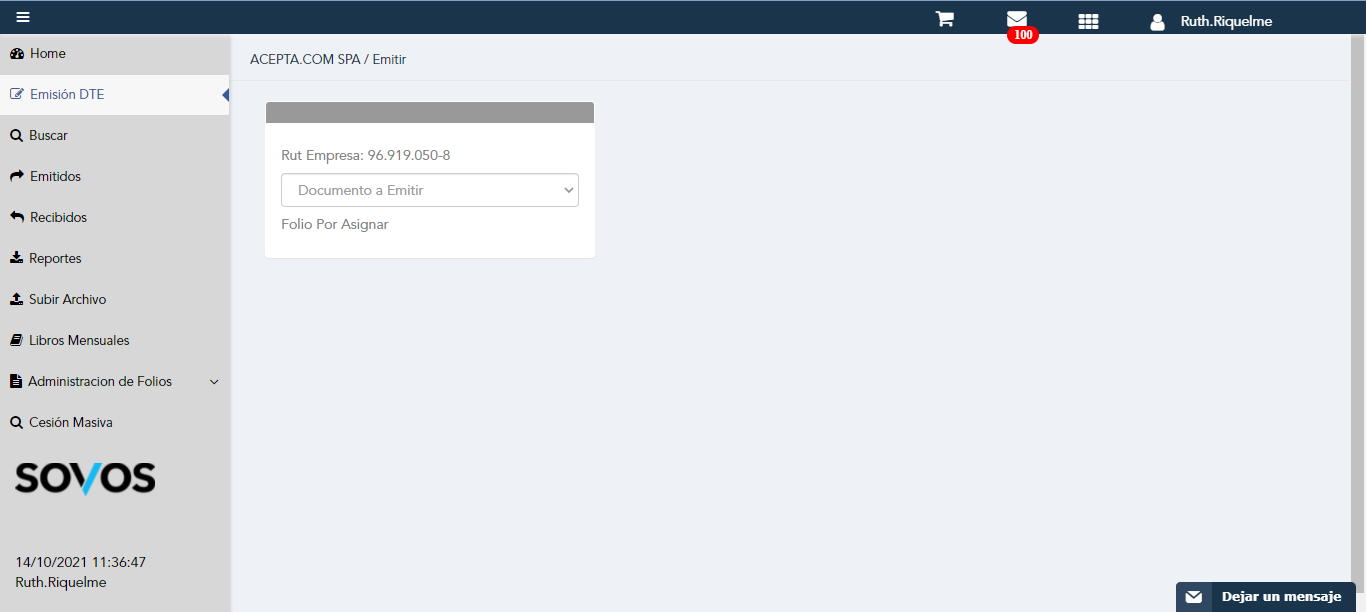 100
Ruth.Riquelme
Home
Emisión DTE
Buscar
Emitidos
Recibidos
Reportes
Subir Archivo
Libros Mensuales
Administracion de Folios
Cesión Masiva
SOVOS
14/10/2021 11:36:47
Ruth.Riquelme
ACEPTA.COM SPA / Emitir
Rut Empresa: 96.919.050-8
Documento a Emitir
Folio Por Asignar
Dejar un mensaje